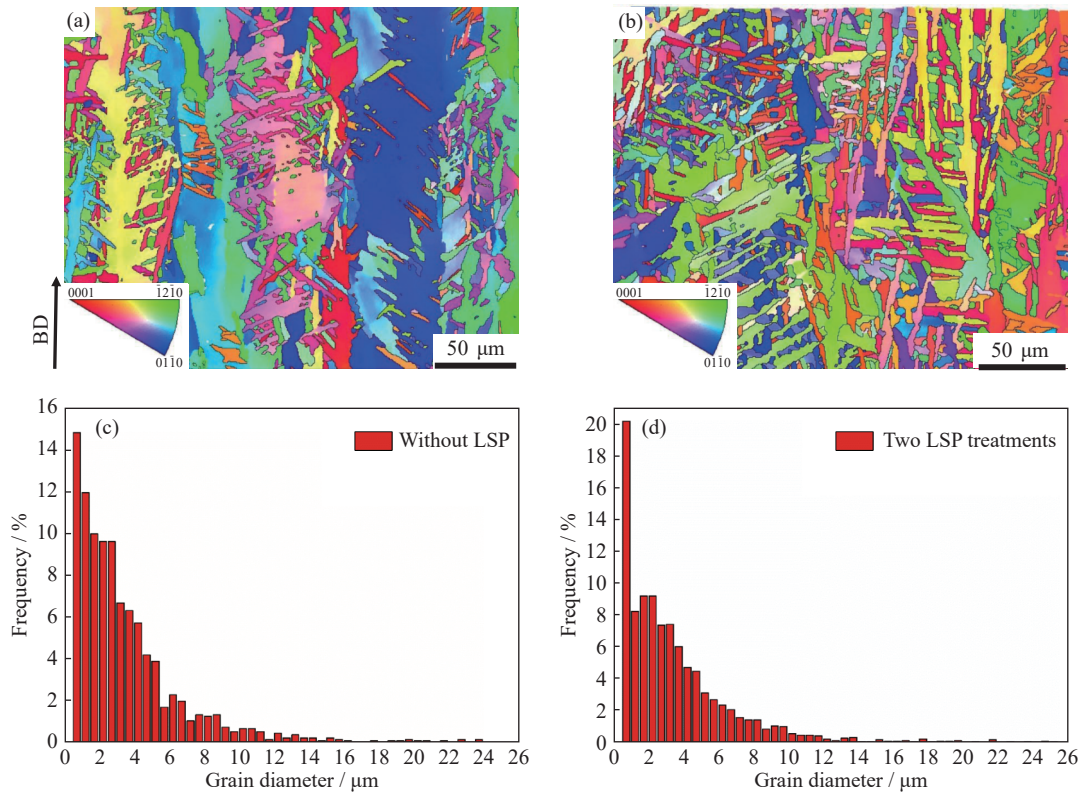 (a)
BD
0001
1̄21̄0
011̄0
50 μm
(b)
0001
1̄21̄0
011̄0
50 μm
(c)
Without LSP
Frequency / %
16
14
12
10
8
6
4
2
0
0 2 4 6 8 10 12 14 16 18 20 22 24 26
Grain diameter / μm
(d)
Two LSP treatments
Frequency / %
20
18
16
14
12
10
8
6
4
2
0
0 2 4 6 8 10 12 14 16 18 20 22 24 26
Grain diameter / μm